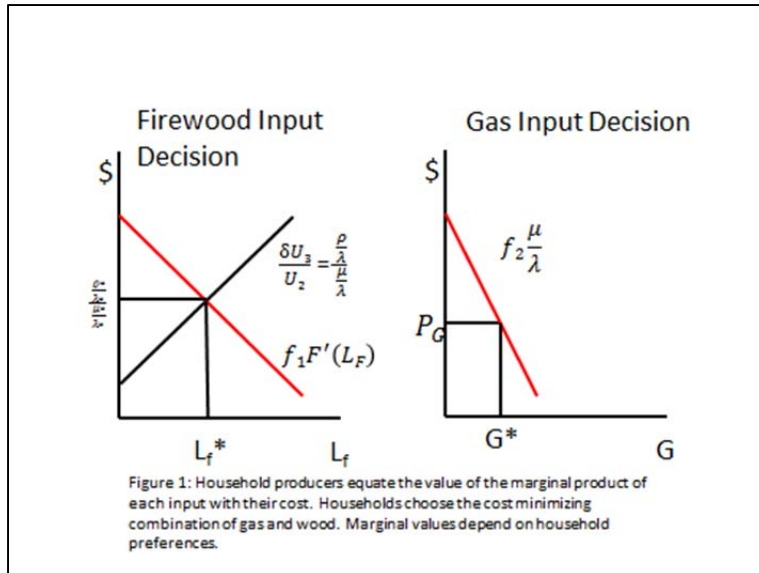 Firewood Input
Decision
$
δU₃/U₂ = (ρ/λ)/(μ/λ)
f₁F′(L_F)
L_f*
L_f
Gas Input Decision
$
f₂ μ/λ
P_G
G*
G
Figure 1: Household producers equate the value of the marginal product of
each input with their cost. Households choose the cost minimizing
combination of gas and wood. Marginal values depend on household
preferences.